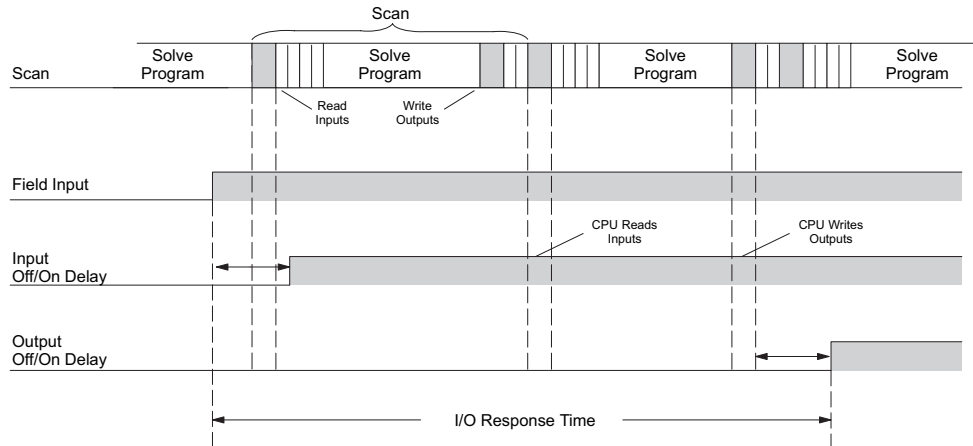 Scan
Solve
Program
Solve
Program
Solve
Program
Solve
Program
Scan
Read
Inputs
Write
Outputs
Field Input
CPU Reads
Inputs
CPU Writes
Outputs
Input
Off/On Delay
Output
Off/On Delay
I/O Response Time